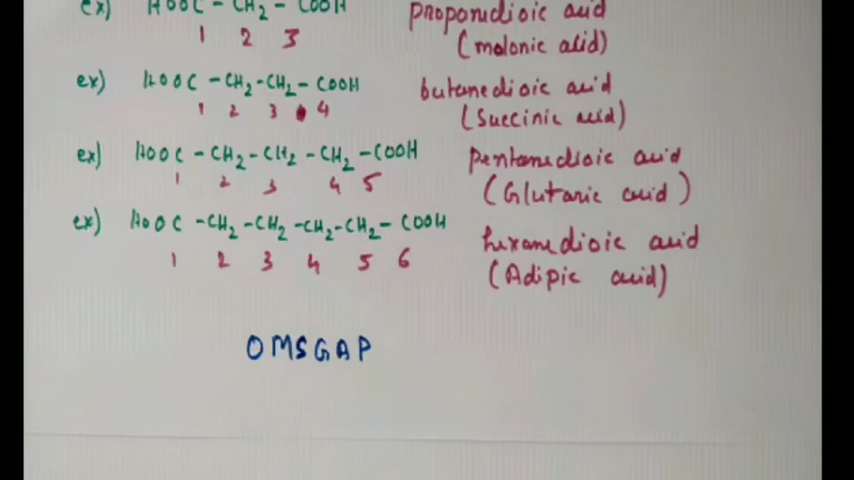 ex) HOOC - CH2 - COOH propanedioic acid
1 2 3 (malonic acid)
ex) HOOC - CH2 - CH2 - COOH butanedioic acid
1 2 3 4 (Succinic acid)
ex) HOOC - CH2 - CH2 - CH2 - COOH pentanedioic acid
1 2 3 4 5 (Glutaric acid)
ex) HOOC - CH2 - CH2 - CH2 - CH2 - COOH hexanedioic acid
1 2 3 4 5 6 (Adipic acid)
OMSGAP